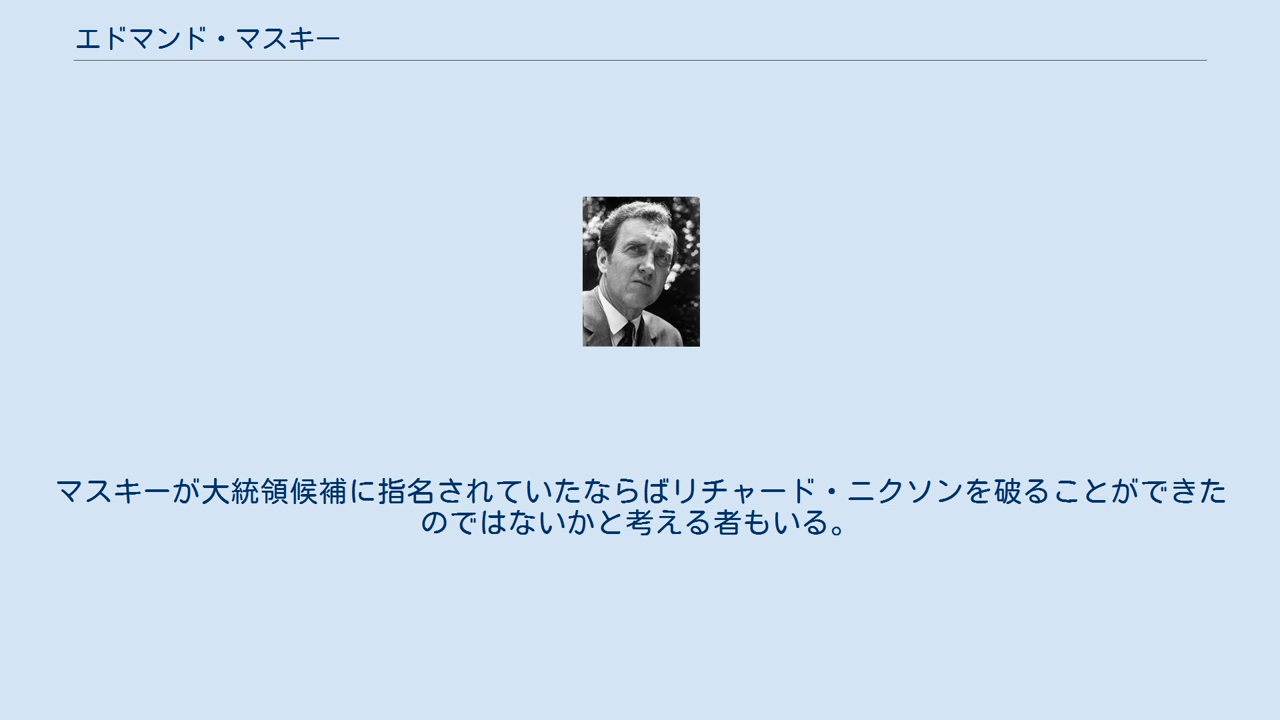 エドマンド・マスキー
マスキーが大統領候補に指名されていたならばリチャード・ニクソンを破ることができた
のではないかと考える者もいる。